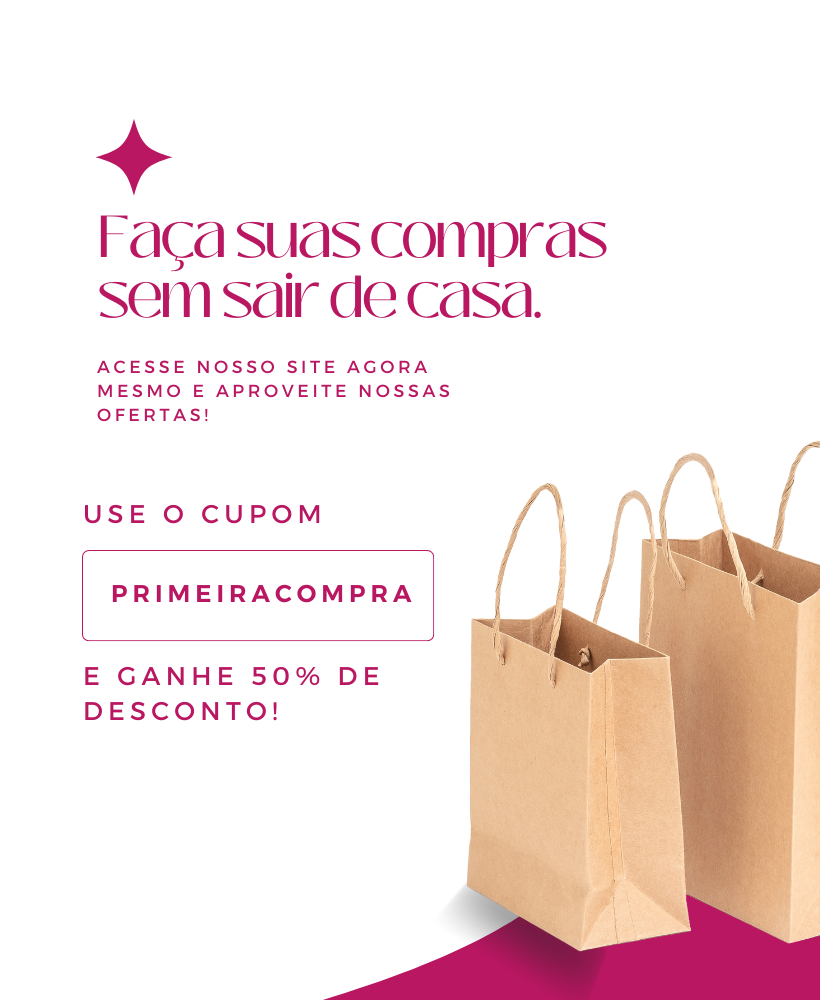 Faça suas compras
sem sair de casa.
ACESSE NOSSO SITE AGORA
MESMO E APROVEITE NOSSAS
OFERTAS!
USE O CUPOM
PRIMEIRACOMPRA
E GANHE 50% DE
DESCONTO!